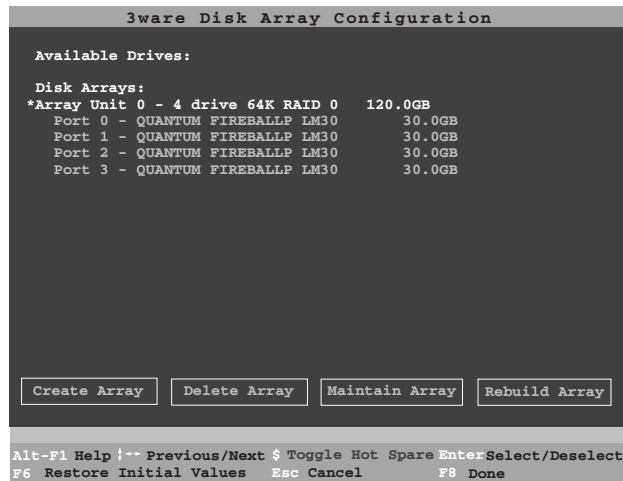 3ware Disk Array Configuration
Available Drives:
Disk Arrays:
*Array Unit 0 - 4 drive 64K RAID 0 120.0GB
Port 0 - QUANTUM FIREBALLP LM30 30.0GB
Port 1 - QUANTUM FIREBALLP LM30 30.0GB
Port 2 - QUANTUM FIREBALLP LM30 30.0GB
Port 3 - QUANTUM FIREBALLP LM30 30.0GB
Create Array Delete Array Maintain Array Rebuild Array
Alt-F1 Help Previous/Next $ Toggle Hot Spare Enter Select/Deselect
F6 Restore Initial Values Esc Cancel F8 Done